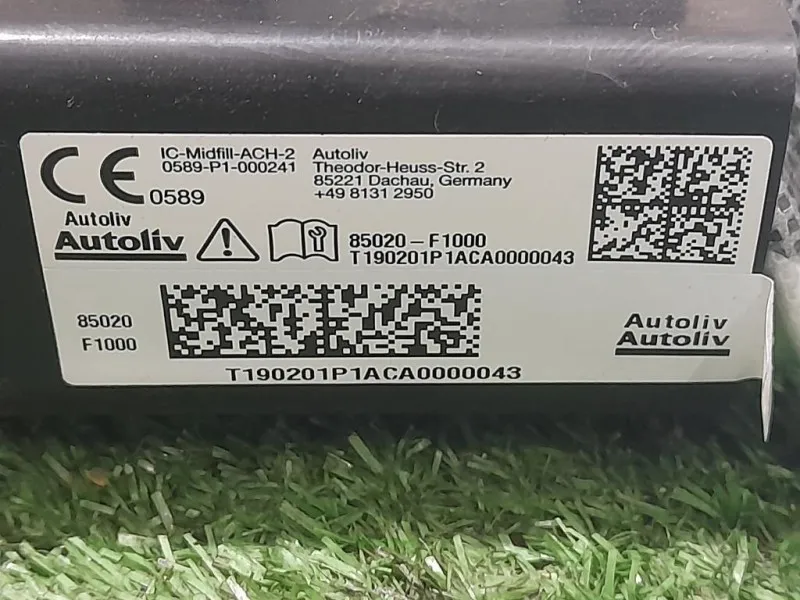 CE 0589
IC-Midfill-ACH-2
0589-P1-000241
Autoliv
Theodor-Heuss-Str. 2
85221 Dachau, Germany
+49 8131 2950
Autoliv
Autoliv
85020-F1000
T190201P1ACA0000043
85020
F1000
Autoliv
Autoliv
T190201P1ACA0000043